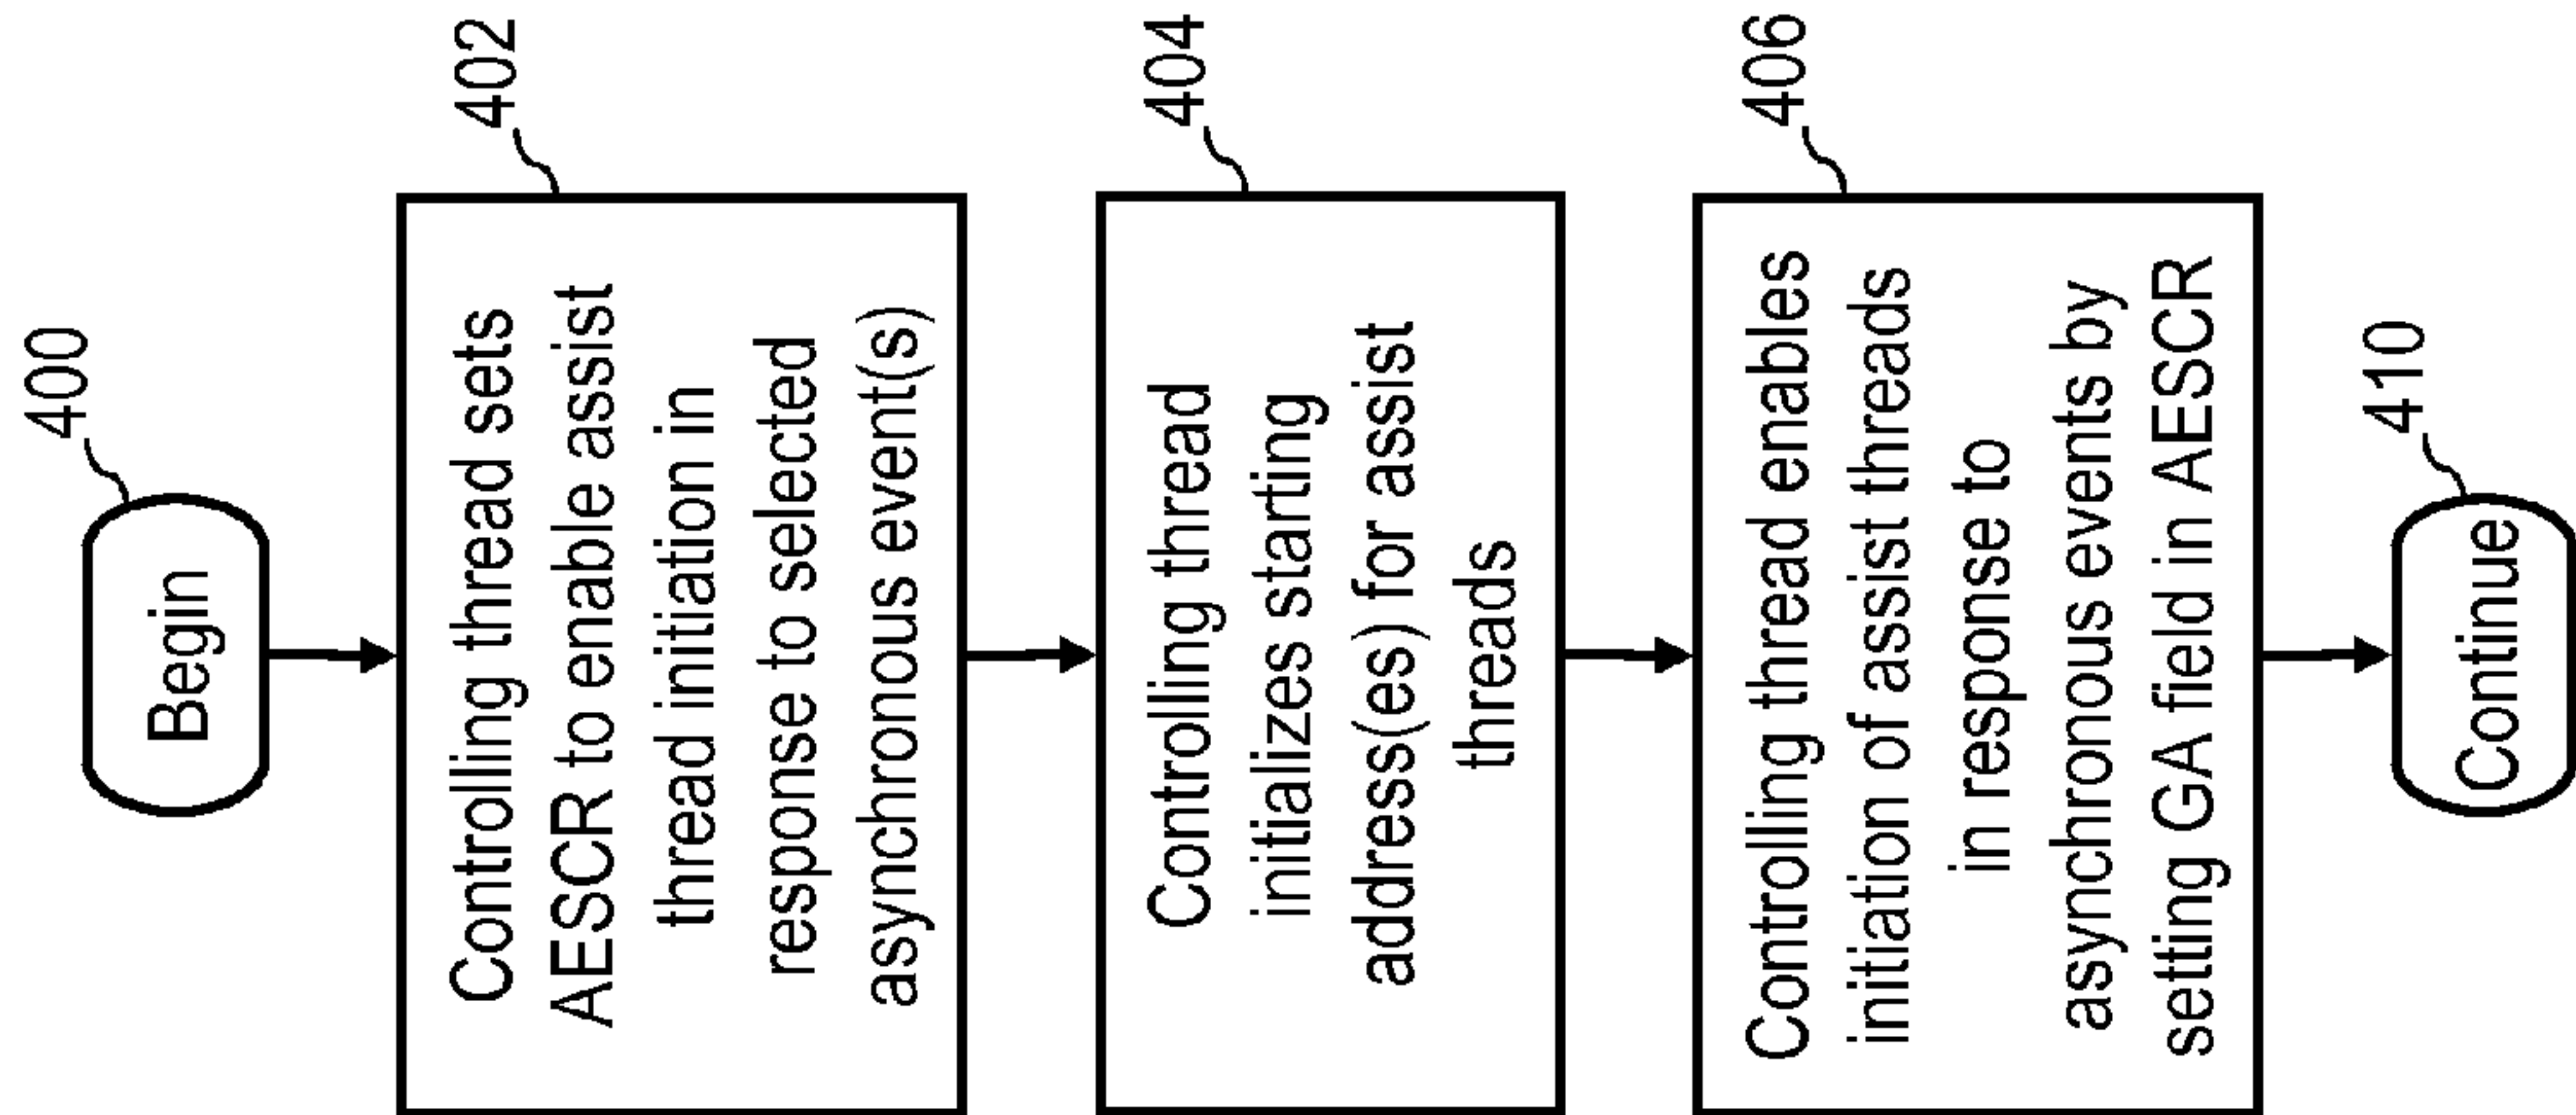 400
Begin
402
Controlling thread sets
AESCR to enable assist
thread initiation in
response to selected
asynchronous event(s)
404
Controlling thread
initializes starting
address(es) for assist
threads
406
Controlling thread enables
initiation of assist threads
in response to
asynchronous events by
setting GA field in AESCR
410
Continue